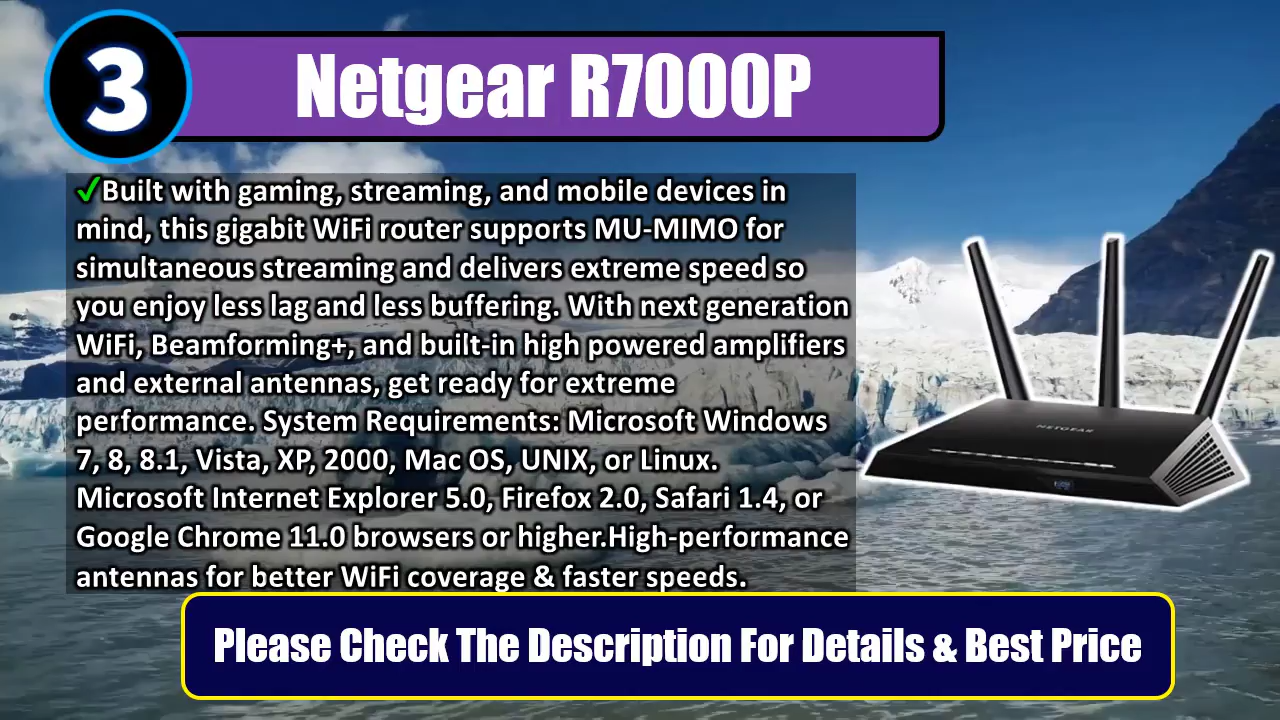 3
Netgear R7000P
✓Built with gaming, streaming, and mobile devices in
mind, this gigabit WiFi router supports MU-MIMO for
simultaneous streaming and delivers extreme speed so
you enjoy less lag and less buffering. With next generation
WiFi, Beamforming+, and built-in high powered amplifiers
and external antennas, get ready for extreme
performance. System Requirements: Microsoft Windows
7, 8, 8.1, Vista, XP, 2000, Mac OS, UNIX, or Linux.
Microsoft Internet Explorer 5.0, Firefox 2.0, Safari 1.4, or
Google Chrome 11.0 browsers or higher.High-performance
antennas for better WiFi coverage & faster speeds.
NETGEAR
Please Check The Description For Details & Best Price